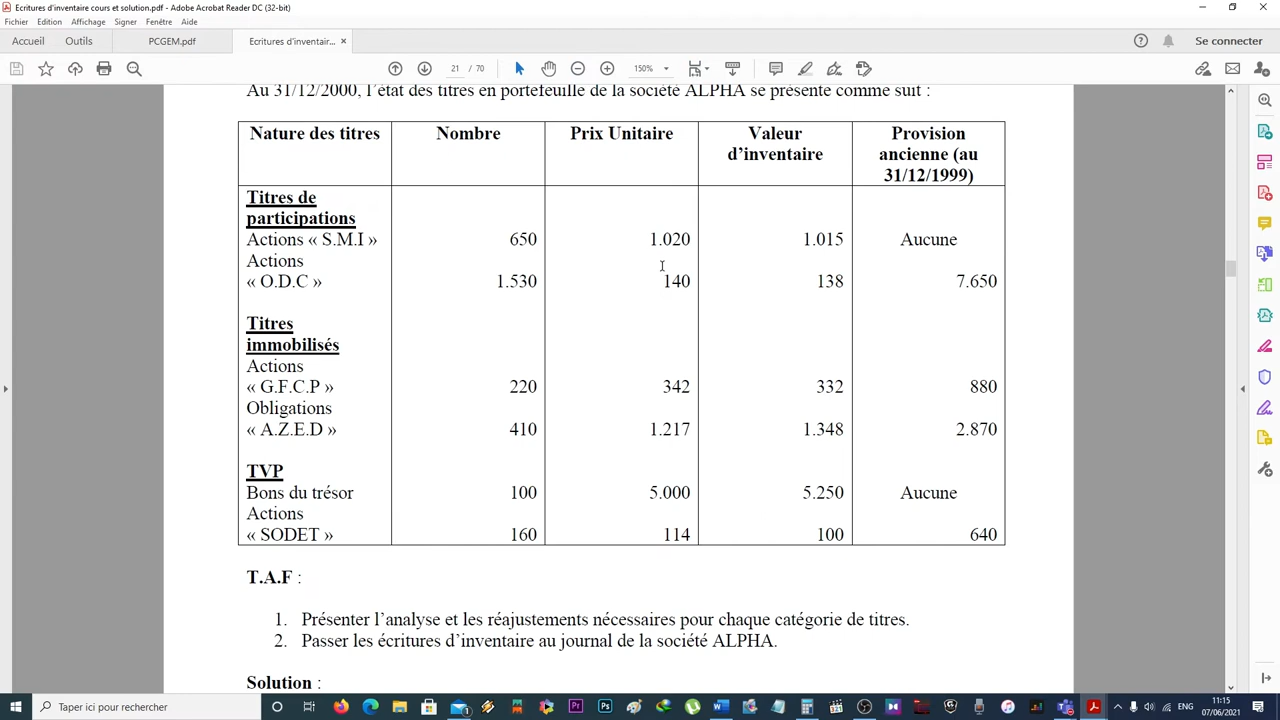 Ecritures d'inventaire cours et solution.pdf - Adobe Acrobat Reader DC (32-bit)
Fichier Edition Affichage Signer Fenêtre Aide
Accueil Outils PCGEM.pdf Ecritures d'inventair... × Se connecter
21 / 70 150%
Au 31/12/2000, l'état des titres en portefeuille de la société ALPHA se présente comme suit :
Nature des titres Nombre Prix Unitaire Valeur d'inventaire Provision ancienne (au 31/12/1999)
Titres de
participations
Actions « S.M.I » 650 1.020 1.015 Aucune
Actions
« O.D.C » 1.530 140 138 7.650
Titres
immobilisés
Actions
« G.F.C.P » 220 342 332 880
Obligations
« A.Z.E.D » 410 1.217 1.348 2.870
TVP
Bons du trésor 100 5.000 5.250 Aucune
Actions
« SODET » 160 114 100 640
T.A.F :
1. Présenter l'analyse et les réajustements nécessaires pour chaque catégorie de titres.
2. Passer les écritures d'inventaire au journal de la société ALPHA.
Solution :
Taper ici pour rechercher
11:15
07/06/2021